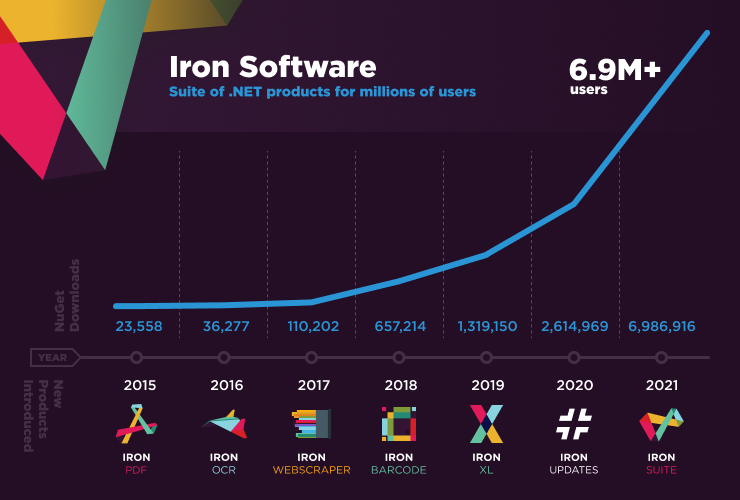 Iron Software
Suite of .NET products for millions of users
6.9M+
users
NuGet
Downloads
23,558 36,277 110,202 657,214 1,319,150 2,614,969 6,986,916
YEAR
2015 2016 2017 2018 2019 2020 2021
New
Products
Introduced
IRON IRON IRON IRON IRON IRON IRON
PDF OCR WEBSCRAPER BARCODE XL UPDATES SUITE